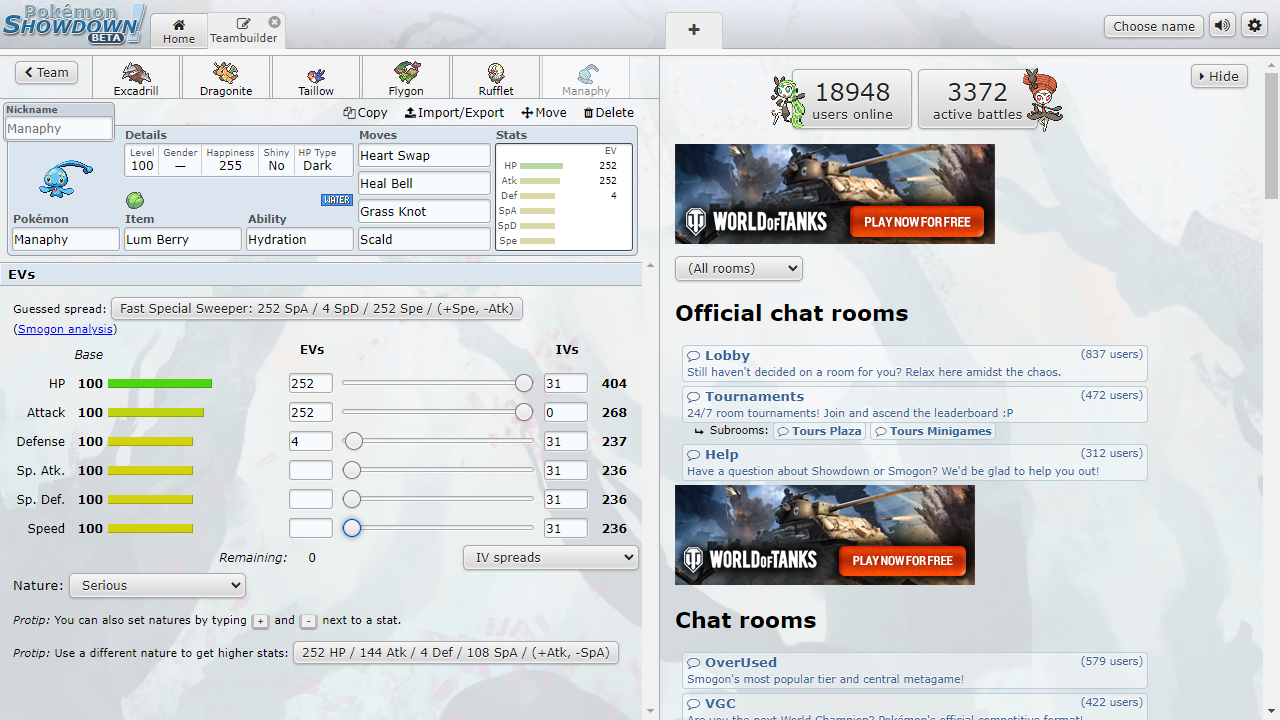 Pokémon
SHOWDOWN!
BETA
Home
Teambuilder
+
Choose name
Team
Excadrill
Dragonite
Taillow
Flygon
Rufflet
Manaphy
Nickname
Manaphy
Copy
Import/Export
Move
Delete
Details
Level
100
Gender
—
Happiness
255
Shiny
No
HP Type
Dark
WATER
Pokémon
Manaphy
Item
Lum Berry
Ability
Hydration
Moves
Heart Swap
Heal Bell
Grass Knot
Scald
Stats
EV
HP 252
Atk 252
Def 4
SpA
SpD
Spe
EVs
Guessed spread: Fast Special Sweeper: 252 SpA / 4 SpD / 252 Spe / (+Spe, -Atk)
(Smogon analysis)
Base EVs IVs
HP 100 252 31 404
Attack 100 252 0 268
Defense 100 4 31 237
Sp. Atk. 100 31 236
Sp. Def. 100 31 236
Speed 100 31 236
Remaining: 0 IV spreads
Nature: Serious
Protip: You can also set natures by typing + and - next to a stat.
Protip: Use a different nature to get higher stats: 252 HP / 144 Atk / 4 Def / 108 SpA / (+Atk, -SpA)
Hide
18948
users online
3372
active battles
WORLD OF TANKS
PLAY NOW FOR FREE
(All rooms)
Official chat rooms
Lobby (837 users)
Still haven't decided on a room for you? Relax here amidst the chaos.
Tournaments (472 users)
24/7 room tournaments! Join and ascend the leaderboard :P
Subrooms: Tours Plaza Tours Minigames
Help (312 users)
Have a question about Showdown or Smogon? We'd be glad to help you out!
WORLD OF TANKS
PLAY NOW FOR FREE
Chat rooms
OverUsed (579 users)
Smogon's most popular tier and central metagame!
VGC (422 users)
Are you the next World Champion? Pokémon's official competitive format!